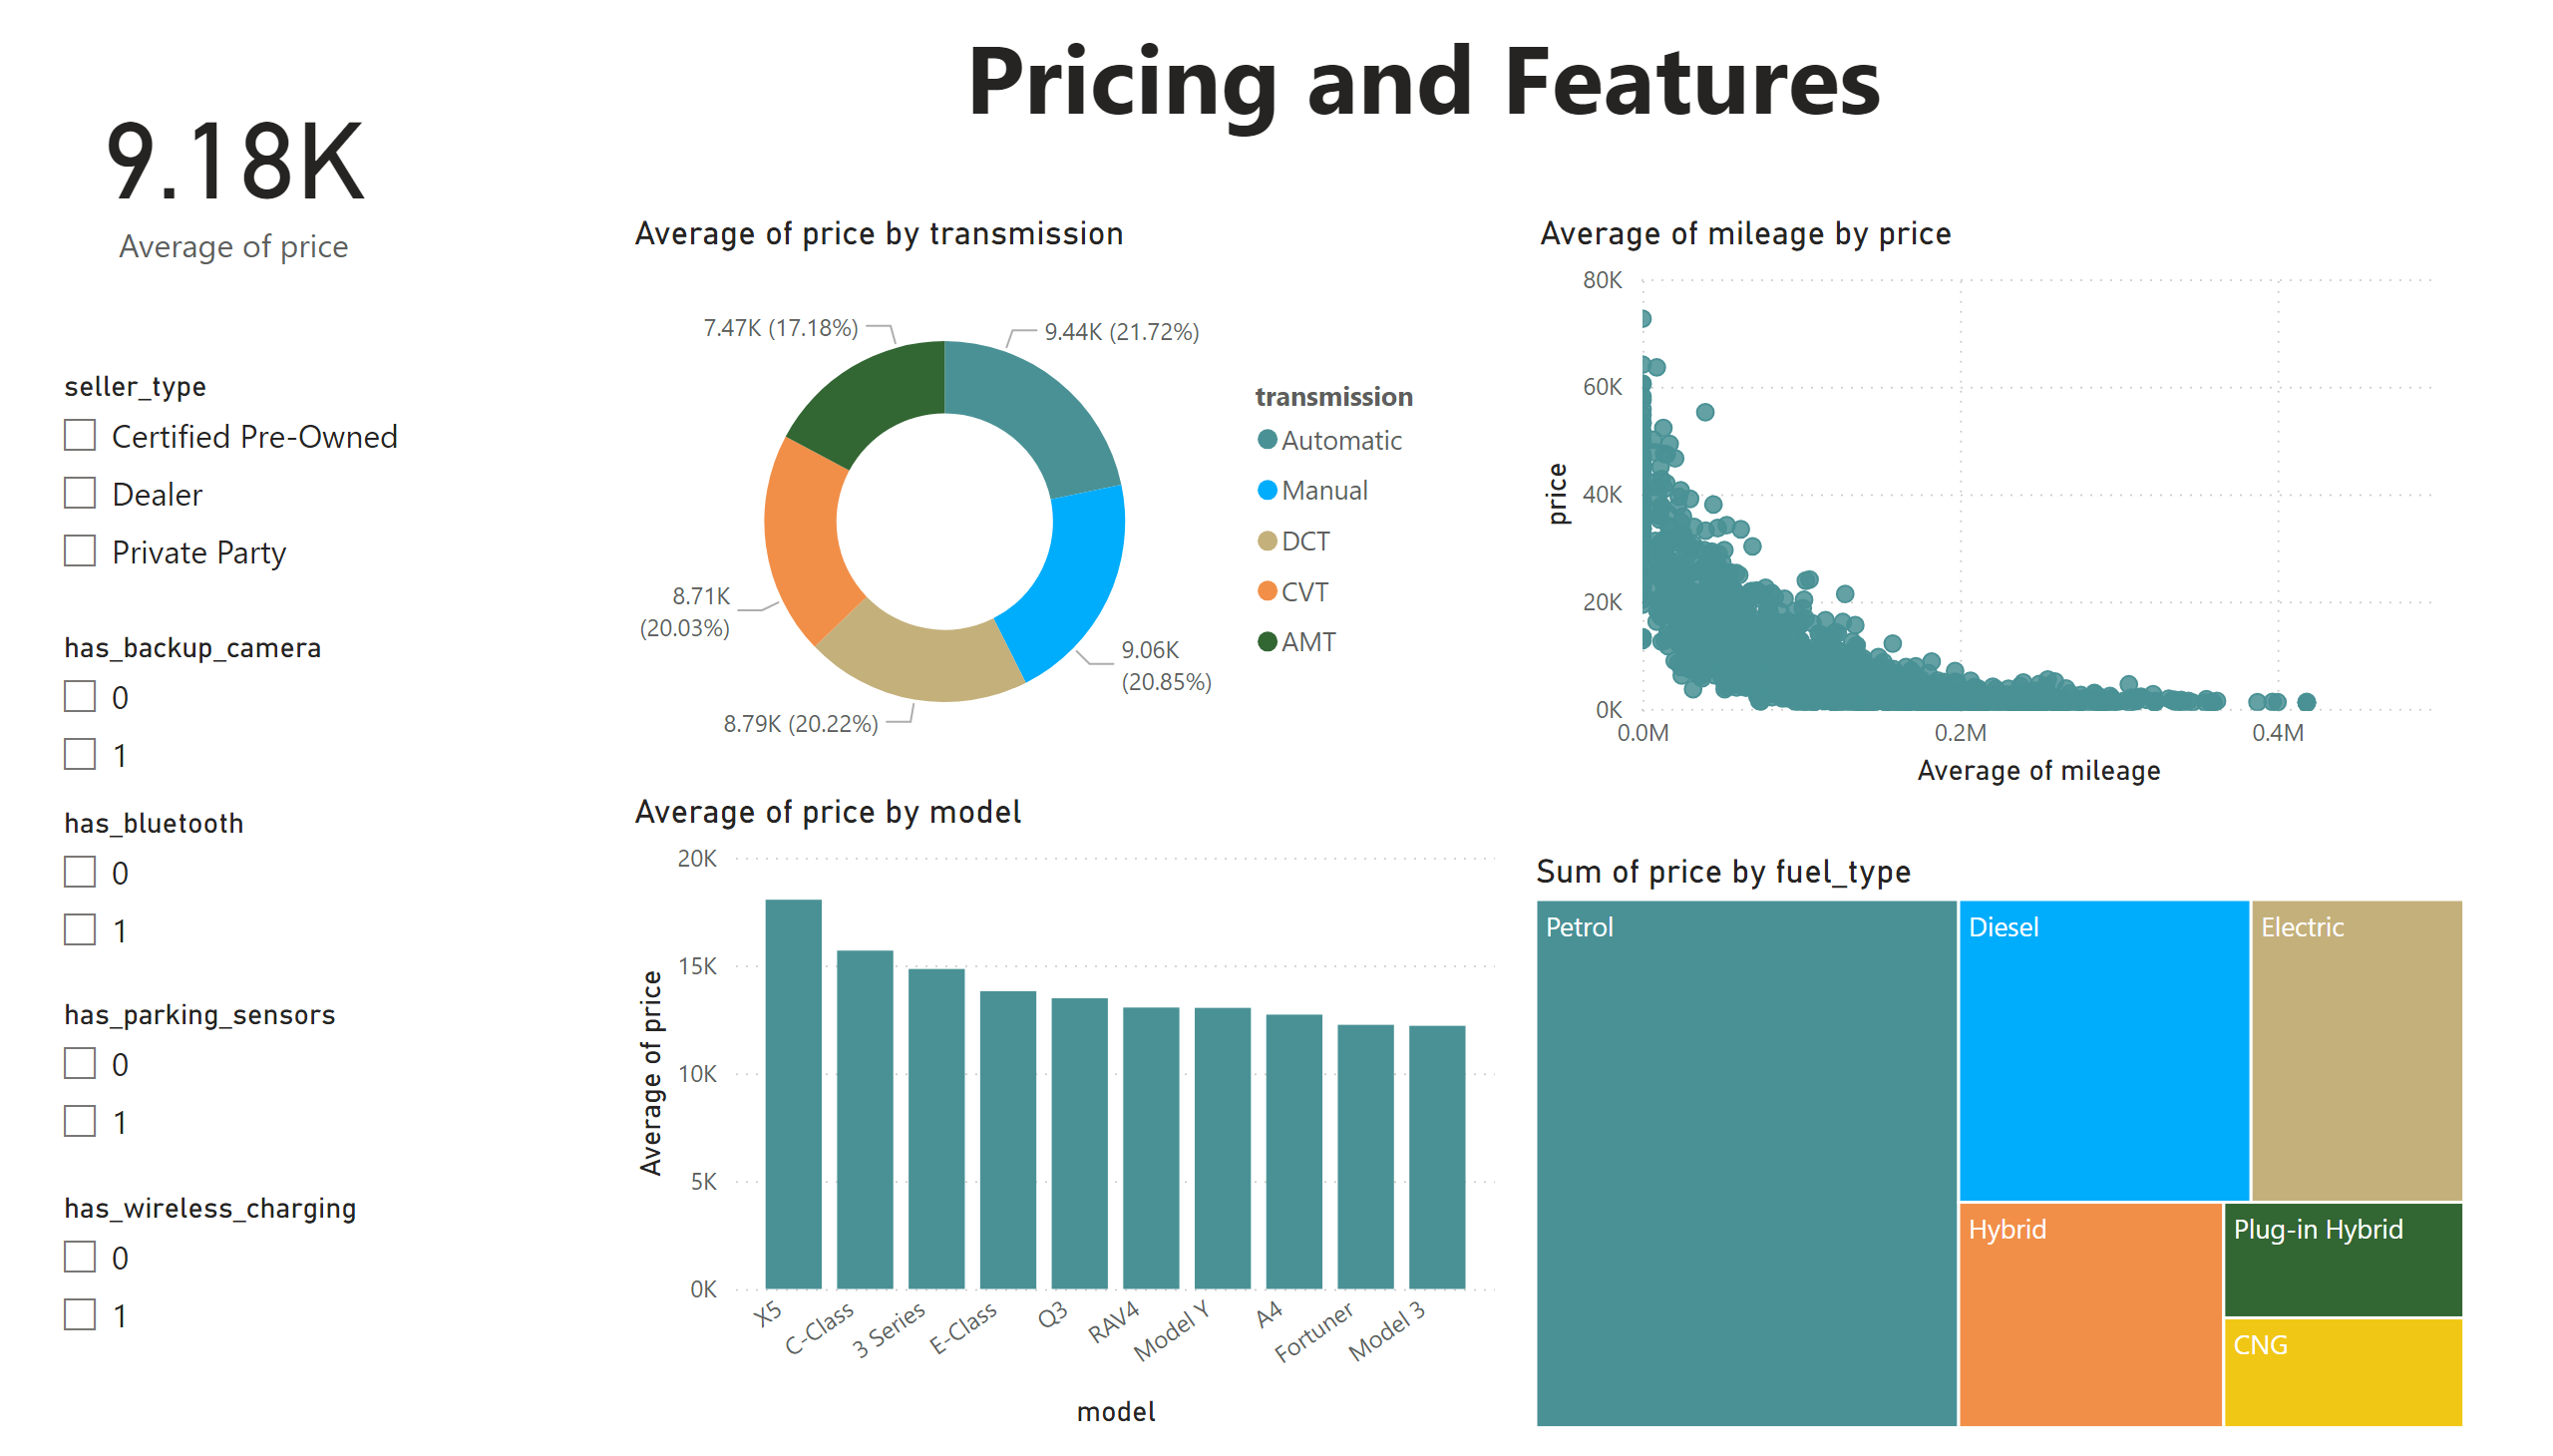 Pricing and Features
9.18K
Average of price
seller_type
Certified Pre-Owned
Dealer
Private Party
has_backup_camera
0
1
has_bluetooth
0
1
has_parking_sensors
0
1
has_wireless_charging
0
1
Average of price by transmission
7.47K (17.18%)
9.44K (21.72%)
8.71K
(20.03%)
9.06K
(20.85%)
8.79K (20.22%)
transmission
Automatic
Manual
DCT
CVT
AMT
Average of mileage by price
price
80K
60K
40K
20K
0K
0.0M
0.2M
0.4M
Average of mileage
Average of price by model
Average of price
20K
15K
10K
5K
0K
X5
C-Class
3 Series
E-Class
Q3
RAV4
Model Y
A4
Fortuner
Model 3
model
Sum of price by fuel_type
Petrol
Diesel
Electric
Hybrid
Plug-in Hybrid
CNG